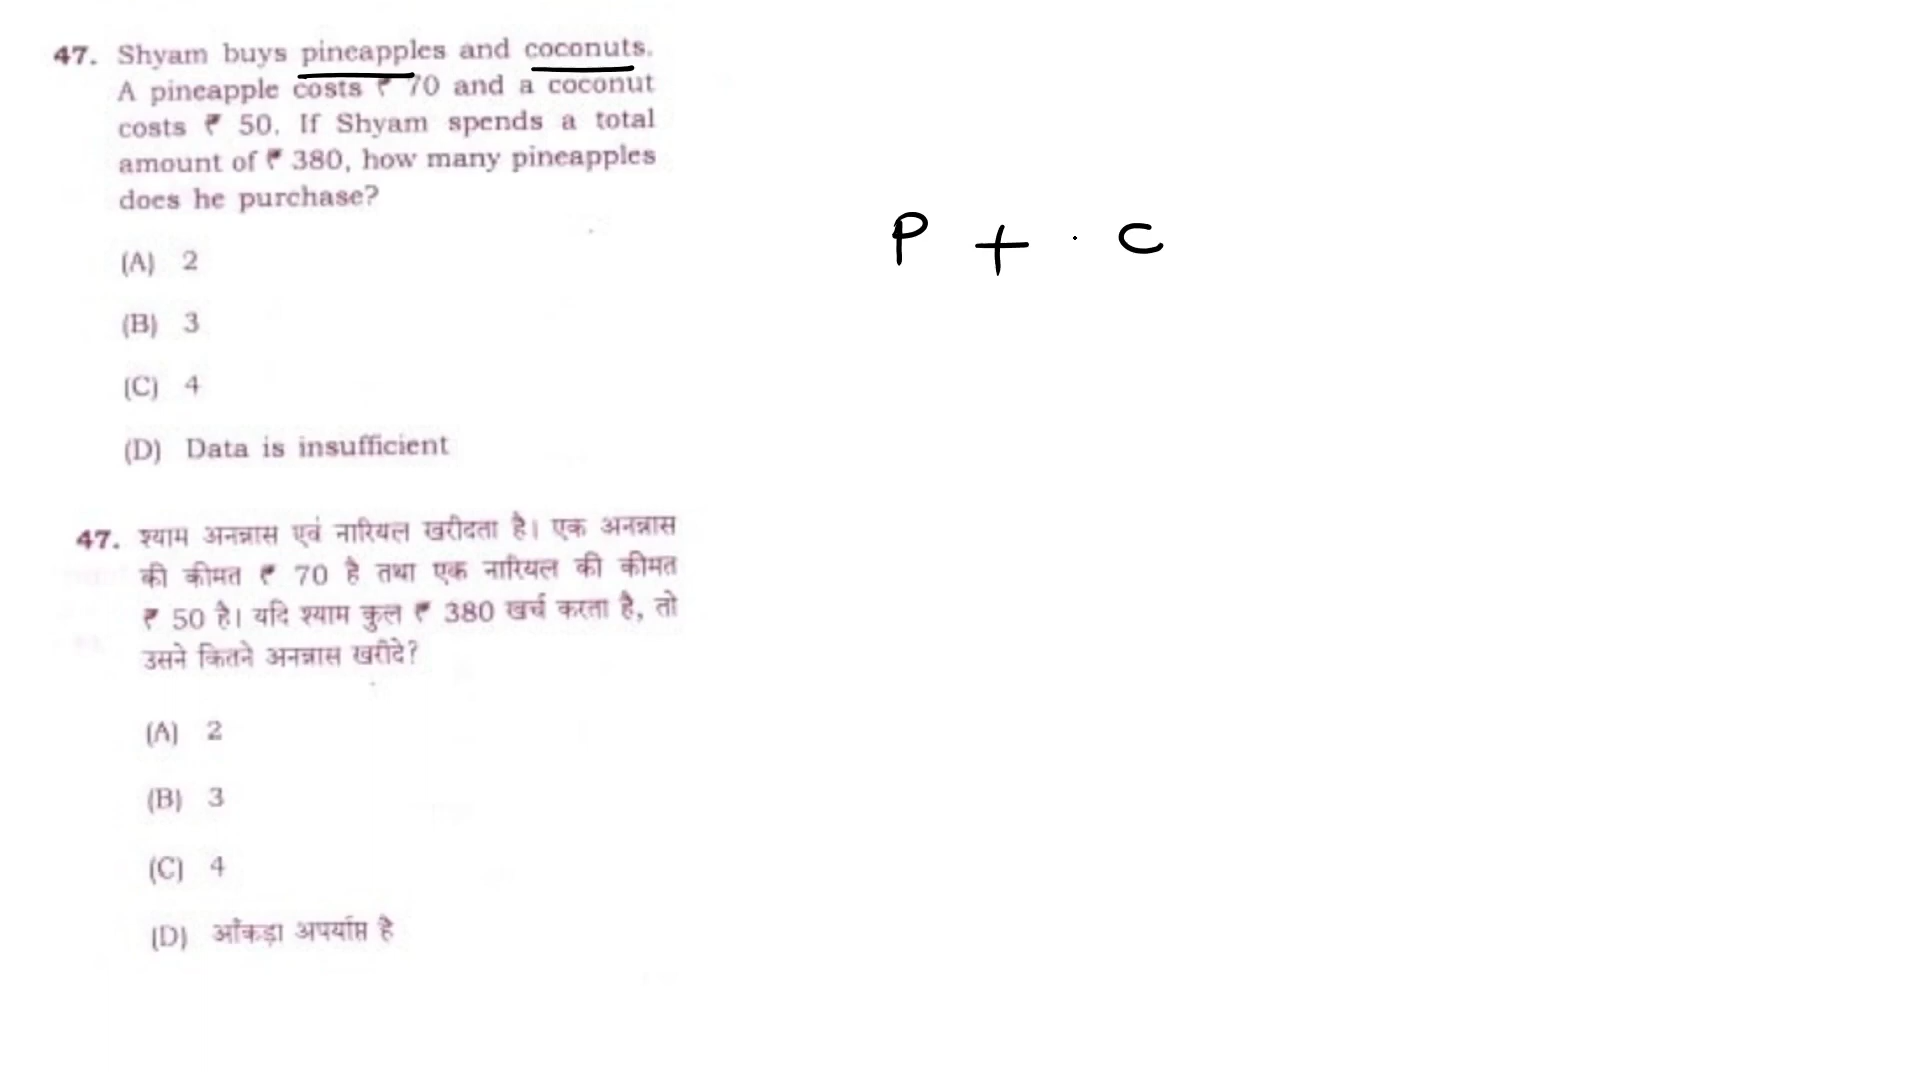 47. Shyam buys pineapples and coconuts.
A pineapple costs ₹ 70 and a coconut
costs ₹ 50. If Shyam spends a total
amount of ₹ 380, how many pineapples
does he purchase?
P + C
(A) 2
(B) 3
(C) 4
(D) Data is insufficient
47. श्याम अनन्नास एवं नारियल खरीदता है। एक अनन्नास
की कीमत ₹ 70 है तथा एक नारियल की कीमत
₹ 50 है। यदि श्याम कुल ₹ 380 खर्च करता है, तो
उसने कितने अनन्नास खरीदे?
(A) 2
(B) 3
(C) 4
(D) आँकड़ा अपर्याप्त है